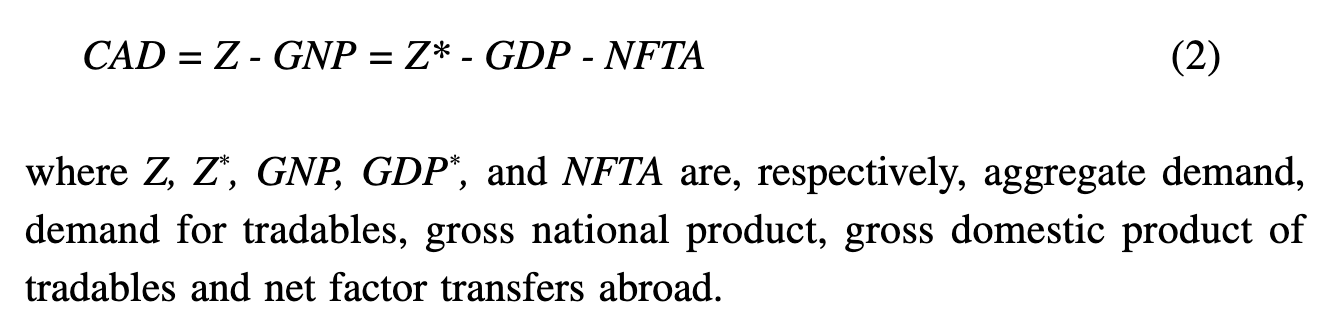 CAD = Z - GNP = Z* - GDP - NFTA (2)
where Z, Z*, GNP, GDP*, and NFTA are, respectively, aggregate demand,
demand for tradables, gross national product, gross domestic product of
tradables and net factor transfers abroad.